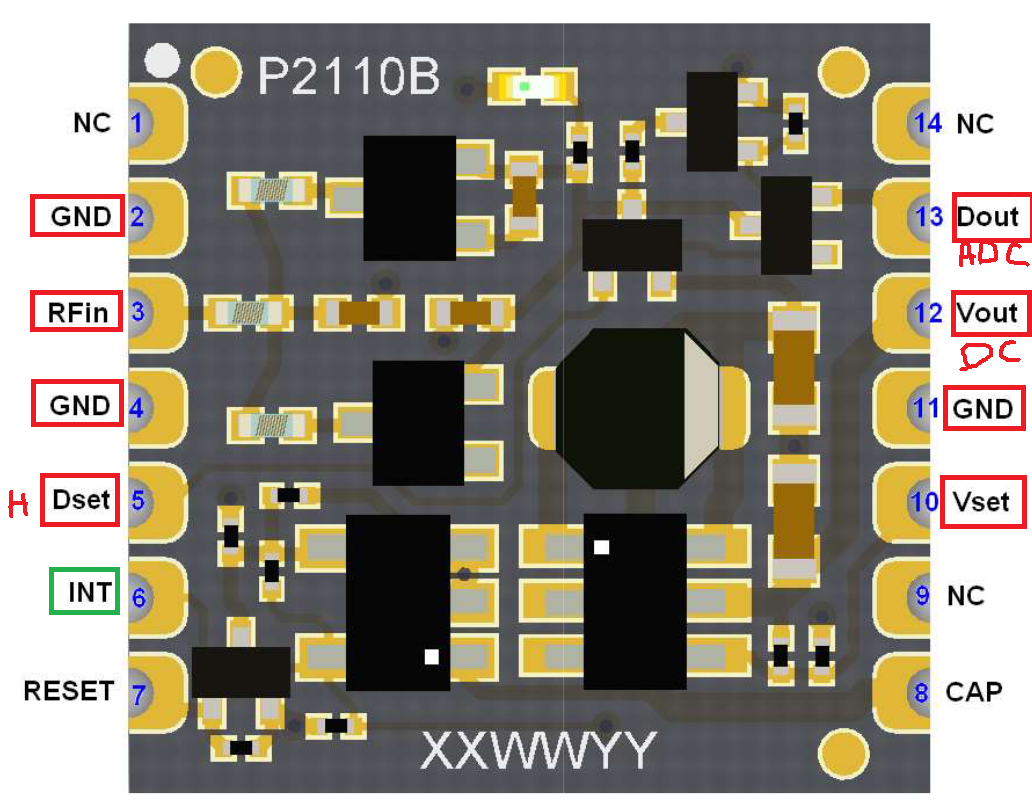 P2110B
NC 1
14 NC
GND 2
13 Dout
ADC
RFin 3
12 Vout
DC
GND 4
11 GND
H Dset 5
10 Vset
INT 6
9 NC
RESET 7
8 CAP
XXWWYY